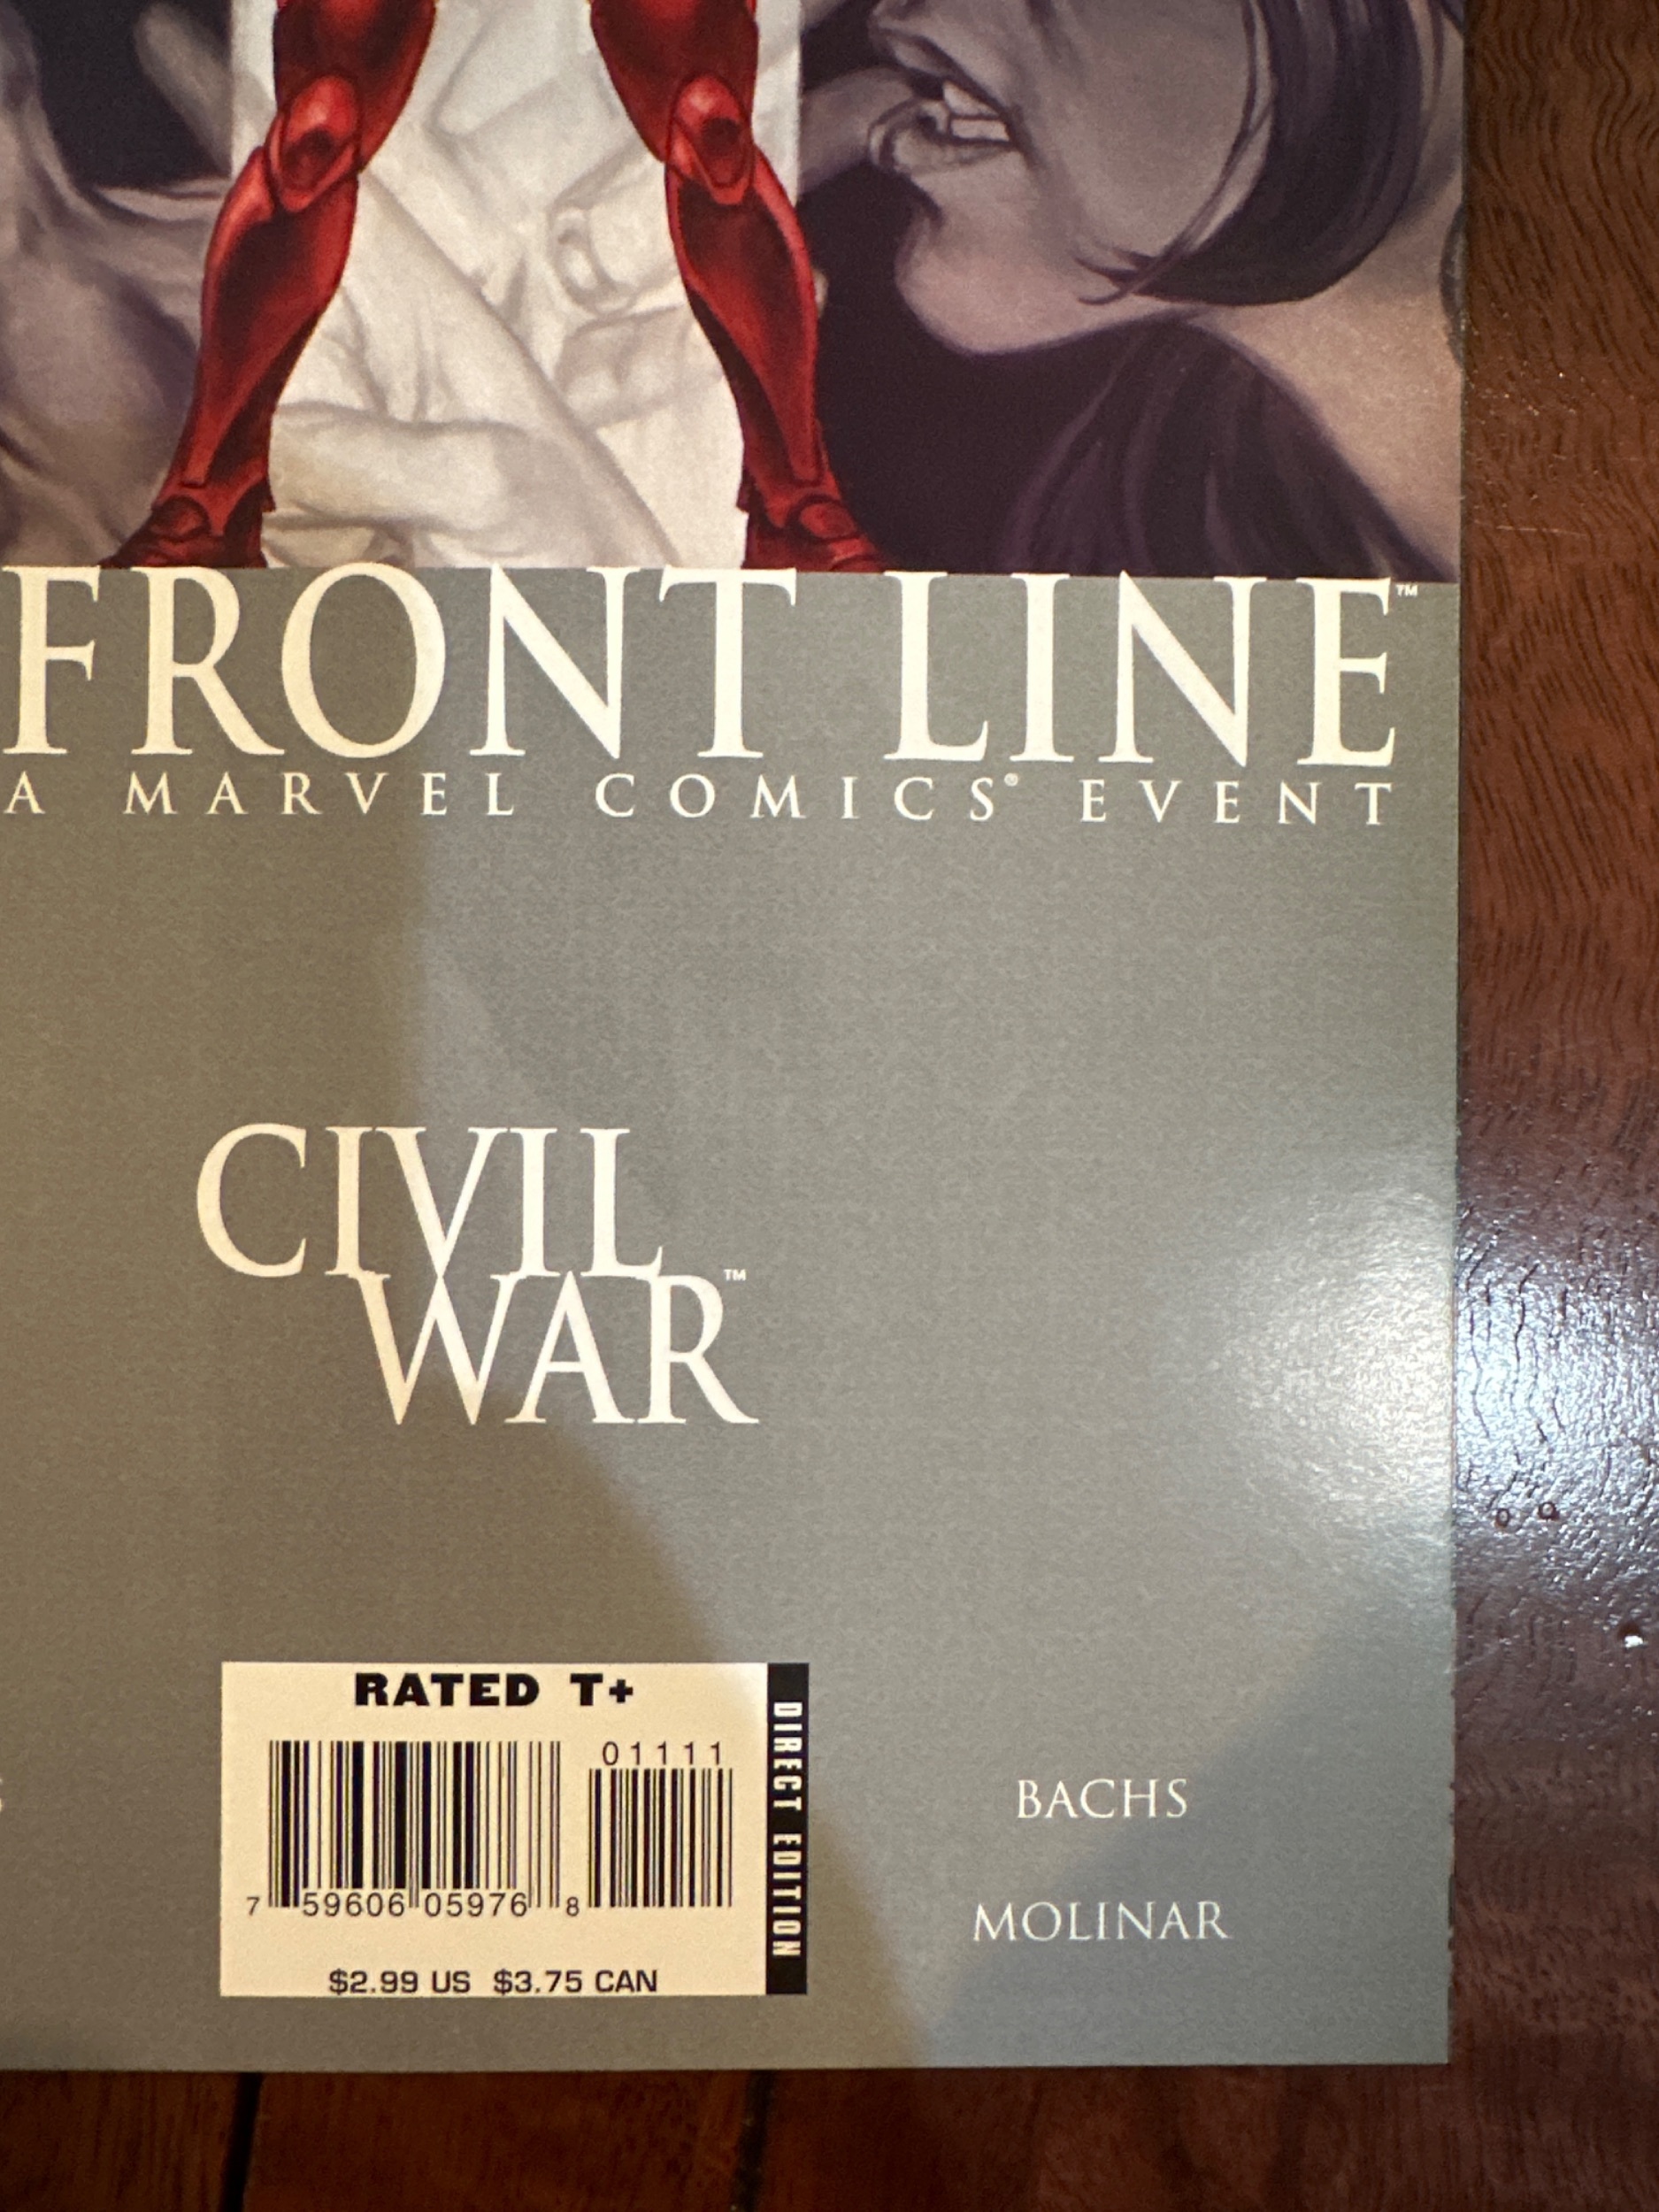 FRONT LINE™
A MARVEL COMICS® EVENT
CIVIL
WAR™
RATED T+
01111
7 59606 05976 8
$2.99 US $3.75 CAN
DIRECT EDITION
BACHS
MOLINAR